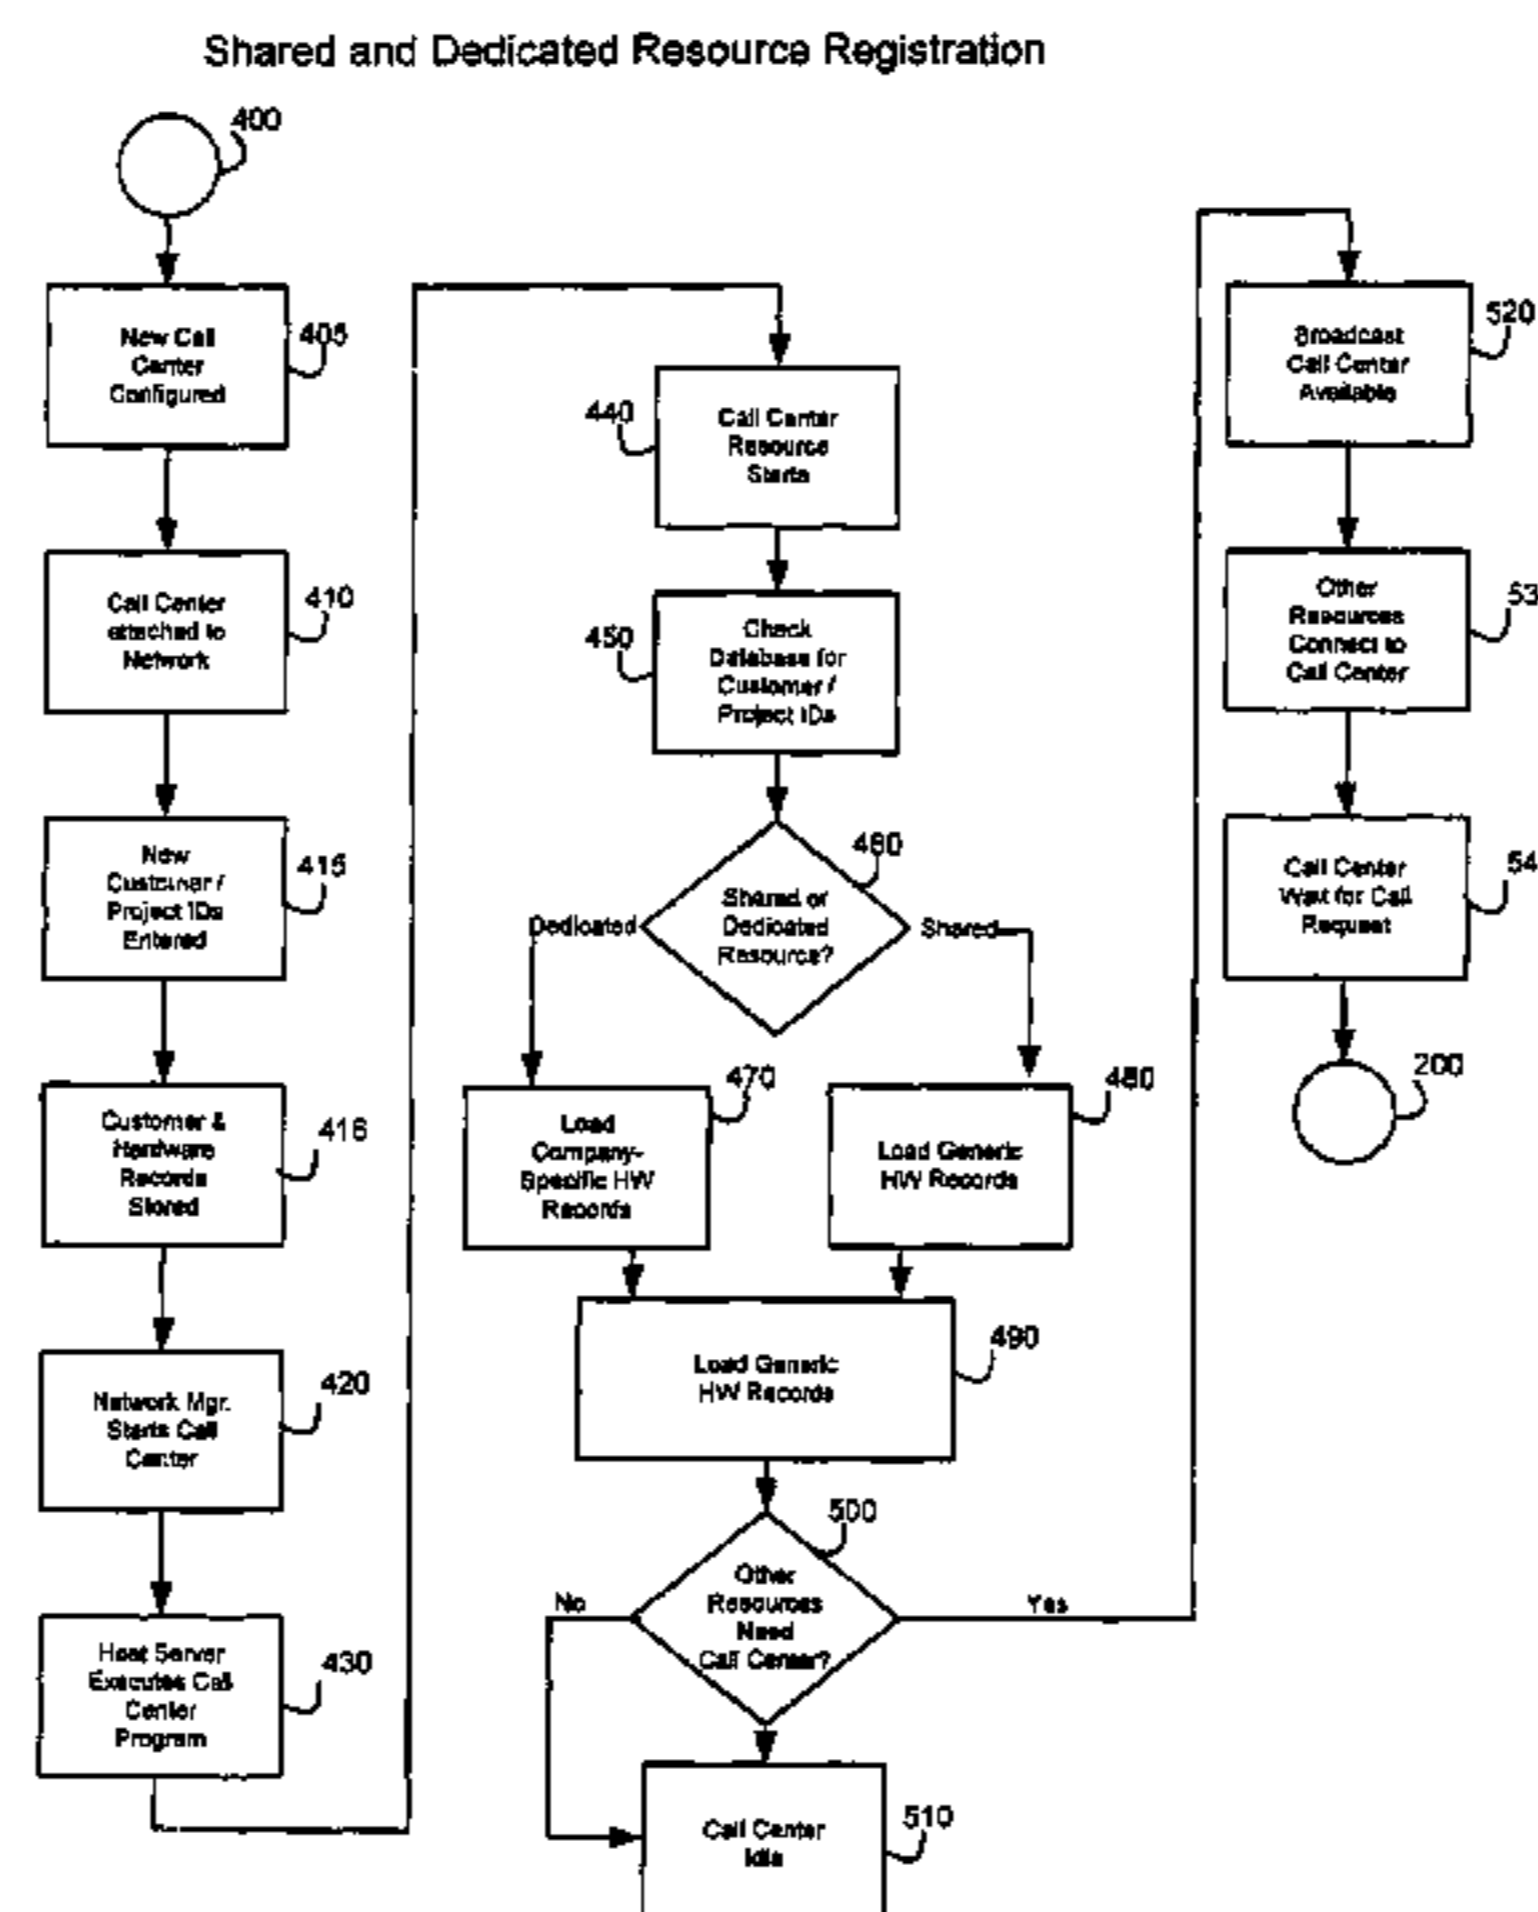 Shared and Dedicated Resource Registration
400
New Call
Center
Configured
405
Call Center
attached to
Network
410
New
Customer /
Project IDs
Entered
415
Customer &
Hardware
Records
Stored
416
Network Mgr.
Starts Call
Center
420
Host Server
Executes Call
Center
Program
430
440
Call Center
Resource
Starts
450
Check
Database for
Customer /
Project IDs
460
Shared or
Dedicated
Resource?
Dedicated
Shared
470
Load
Company-
Specific HW
Records
480
Load Generic
HW Records
490
Load Generic
HW Records
500
Other
Resources
Need
Call Center?
No
Yes
Call Center
Idle
510
Broadcast
Call Center
Available
520
Other
Resources
Connect to
Call Center
53
Call Center
Wait for Call
Request
54
200